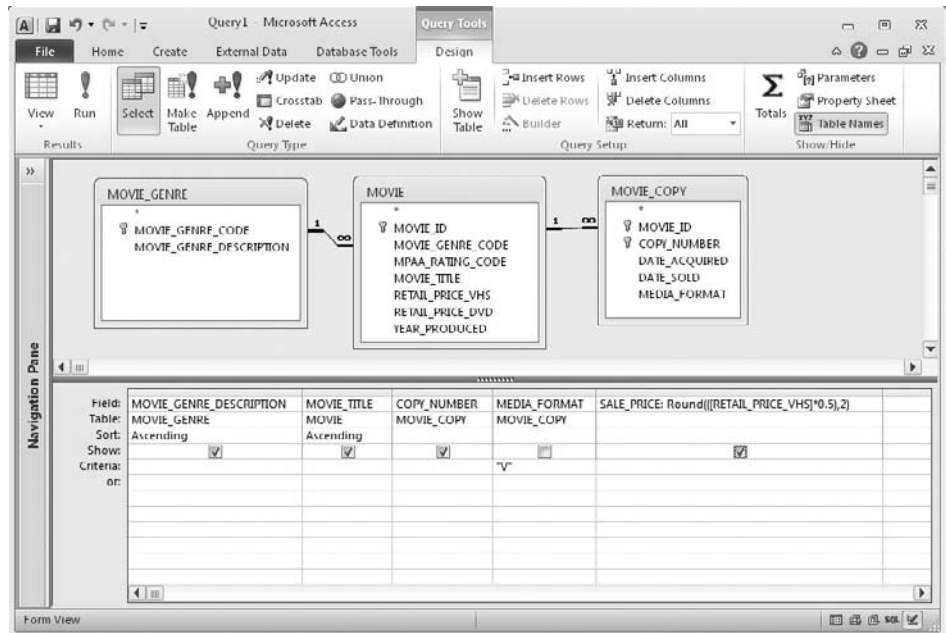 Query1 - Microsoft Access
Query Tools
File Home Create External Data Database Tools Design
View
Run
Results
Select
Make Table
Append
Update
Crosstab
Delete
Union
Pass-Through
Data Definition
Query Type
Show Table
Insert Rows
Delete Rows
Builder
Insert Columns
Delete Columns
Return: All
Query Setup
Totals
Parameters
Property Sheet
Table Names
Show/Hide
Navigation Pane
MOVIE_GENRE
*
MOVIE_GENRE_CODE
MOVIE_GENRE_DESCRIPTION
1 ∞
MOVIE
*
MOVIE_ID
MOVIE_GENRE_CODE
MPAA_RATING_CODE
MOVIE_TITLE
RETAIL_PRICE_VHS
RETAIL_PRICE_DVD
YEAR_PRODUCED
1 ∞
MOVIE_COPY
*
MOVIE_ID
COPY_NUMBER
DATE_ACQUIRED
DATE_SOLD
MEDIA_FORMAT
Field: MOVIE_GENRE_DESCRIPTION MOVIE_TITLE COPY_NUMBER MEDIA_FORMAT SALE_PRICE: Round(([RETAIL_PRICE_VHS]*0.5),2)
Table: MOVIE_GENRE MOVIE MOVIE_COPY MOVIE_COPY
Sort: Ascending Ascending
Show:
Criteria: "V"
or:
Form View
SQL